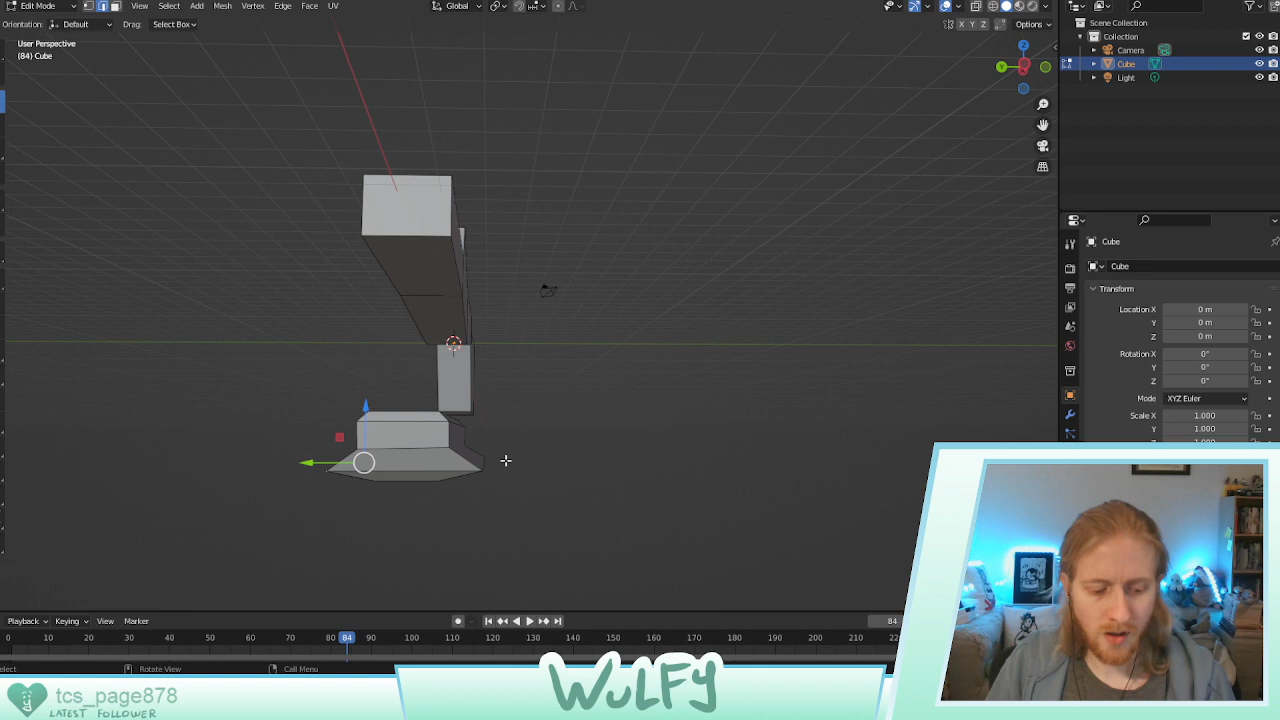 Edit Mode View Select Add Mesh Vertex Edge Face UV Global
Orientation: Default Drag: Select Box X Y Z Options
User Perspective
(84) Cube
Z
Y
Scene Collection
Collection
Camera
Cube
Light
Cube
Cube
Transform
Location X 0 m
Y 0 m
Z 0 m
Rotation X 0°
Y 0°
Z 0°
Mode XYZ Euler
Scale X 1.000
Y 1.000
Playback Keying View Marker 84
0 10 20 30 40 50 60 70 80 84 90 100 110 120 130 140 150 160 170 180 190 200 210
Rotate View Call Menu
WULFY
tcs_page878
LATEST FOLLOWER